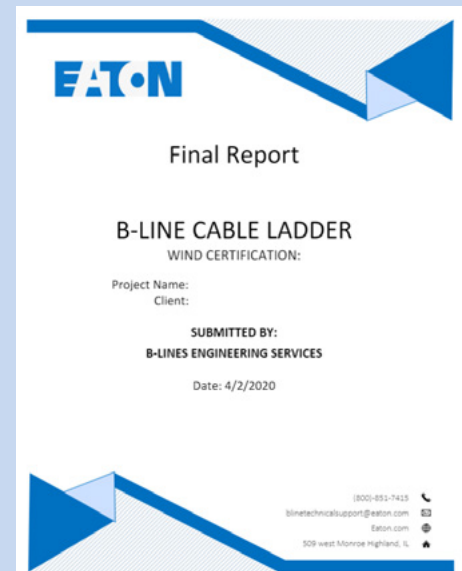 EATON
Final Report
B-LINE CABLE LADDER
WIND CERTIFICATION:
Project Name:
Client:
SUBMITTED BY:
B-LINES ENGINEERING SERVICES
Date: 4/2/2020
(800)-851-7415
blinetechnicalsupport@eaton.com
Eaton.com
509 west Monroe Highland, IL